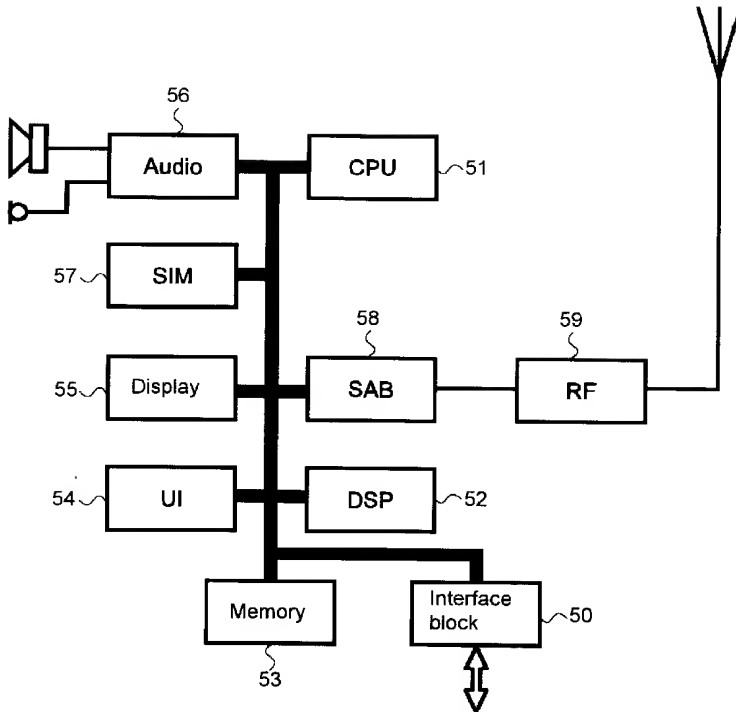 56
Audio
CPU
51
57
SIM
58
59
55
Display
SAB
RF
54
UI
DSP
52
Memory
53
Interface
block
50